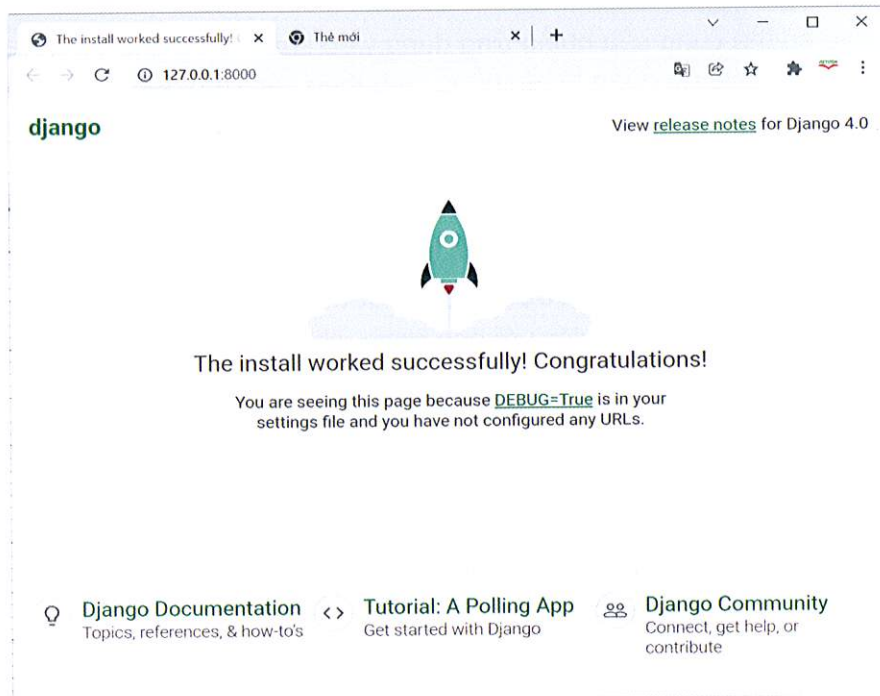 The install worked successfully!
Thẻ mới
127.0.0.1:8000
django
View release notes for Django 4.0
The install worked successfully! Congratulations!
You are seeing this page because DEBUG=True is in your
settings file and you have not configured any URLs.
Django Documentation
Topics, references, & how-to's
Tutorial: A Polling App
Get started with Django
Django Community
Connect, get help, or
contribute